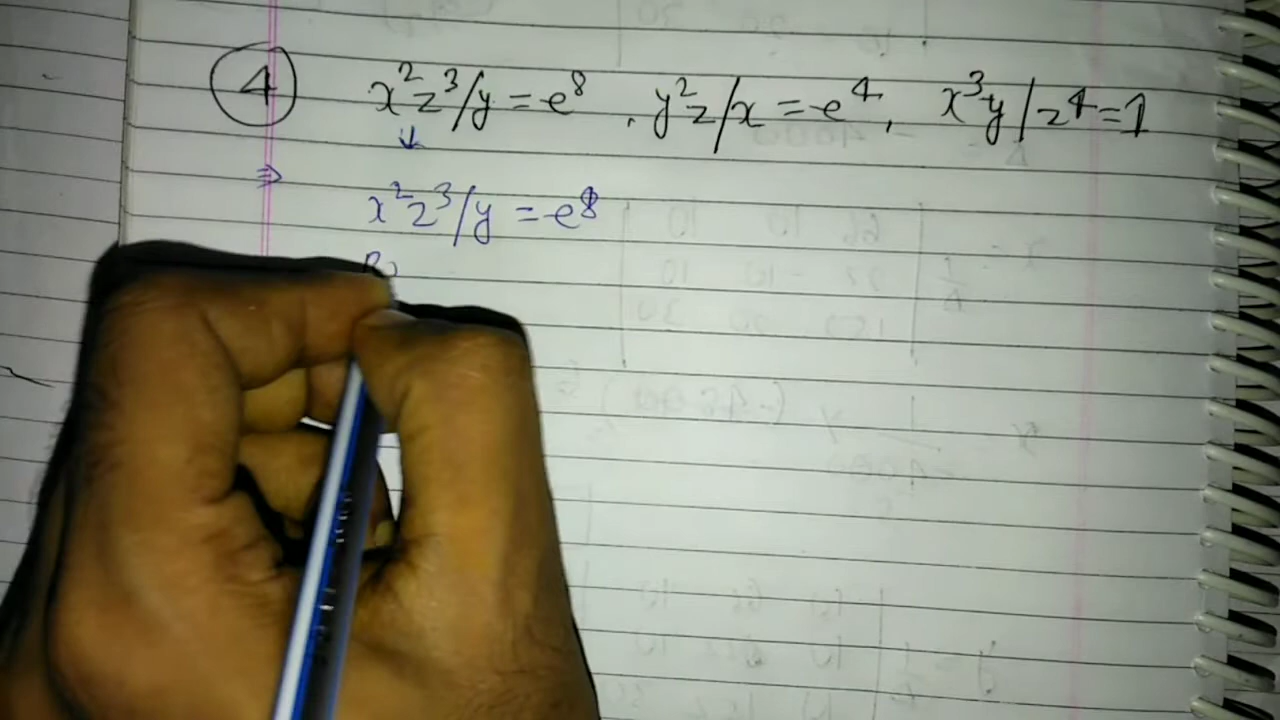 ④ x²z³/y = e⁸ , y²z/x = e⁴, x³y/z⁴=1
↓
⇒ x²z³/y = e⁸